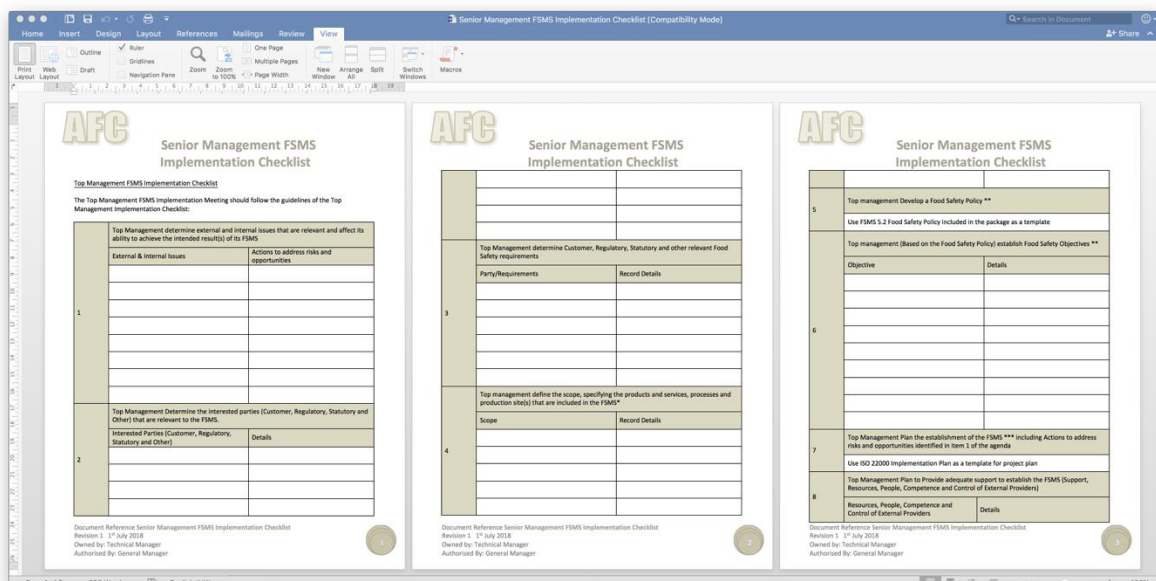 Senior Management FSMS Implementation Checklist [Compatibility Mode]
Search in Document
Home Insert Design Layout References Mailings Review View
Share
Print Layout
Web Layout
Outline
Draft
Ruler
Gridlines
Navigation Pane
Zoom
Zoom to 100%
One Page
Multiple Pages
Page Width
New Window
Arrange All
Split
Switch Windows
Macros
AFC
Senior Management FSMS
Implementation Checklist
Top Management FSMS Implementation Checklist
The Top Management FSMS Implementation Meeting should follow the guidelines of the Top
Management Implementation Checklist:
1
Top Management determine external and internal issues that are relevant and affect its
ability to achieve the intended result(s) of its FSMS
External & Internal Issues
Actions to address risks and
opportunities
2
Top Management Determine the interested parties (Customer, Regulatory, Statutory and
Other) that are relevant to the FSMS.
Interested Parties (Customer, Regulatory,
Statutory and Other)
Details
Document Reference Senior Management FSMS Implementation Checklist
Revision 1 1st July 2018
Owned by: Technical Manager
Authorised By: General Manager
1
AFC
Senior Management FSMS
Implementation Checklist
3
Top Management determine Customer, Regulatory, Statutory and other relevant Food
Safety requirements
Party/Requirements
Record Details
4
Top management define the scope, specifying the products and services, processes and
production site(s) that are included in the FSMS*
Scope
Record Details
Document Reference Senior Management FSMS Implementation Checklist
Revision 1 1st July 2018
Owned by: Technical Manager
Authorised By: General Manager
2
AFC
Senior Management FSMS
Implementation Checklist
5
Top management Develop a Food Safety Policy **
Use FSMS 5.2 Food Safety Policy included in the package as a template
6
Top management (Based on the Food Safety Policy) establish Food Safety Objectives **
Objective
Details
7
Top Management Plan the establishment of the FSMS *** including Actions to address
risks and opportunities identified in Item 1 of the agenda
Use ISO 22000 Implementation Plan as a template for project plan
8
Top Management Plan to Provide adequate support to establish the FSMS (Support,
Resources, People, Competence and Control of External Providers)
Resources, People, Competence and
Control of External Providers
Details
Document Reference Senior Management FSMS Implementation Checklist
Revision 1 1st July 2018
Owned by: Technical Manager
Authorised By: General Manager
3